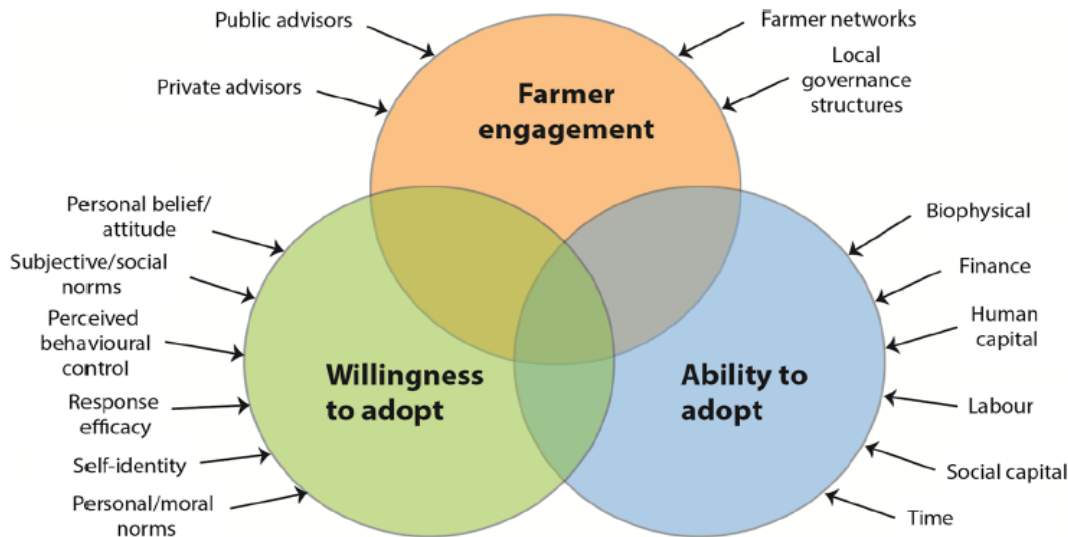 Public advisors
Private advisors
Farmer networks
Local
governance
structures
Farmer
engagement
Personal belief/
attitude
Subjective/social
norms
Perceived
behavioural
control
Response
efficacy
Self-identity
Personal/moral
norms
Willingness
to adopt
Ability to
adopt
Biophysical
Finance
Human
capital
Labour
Social capital
Time